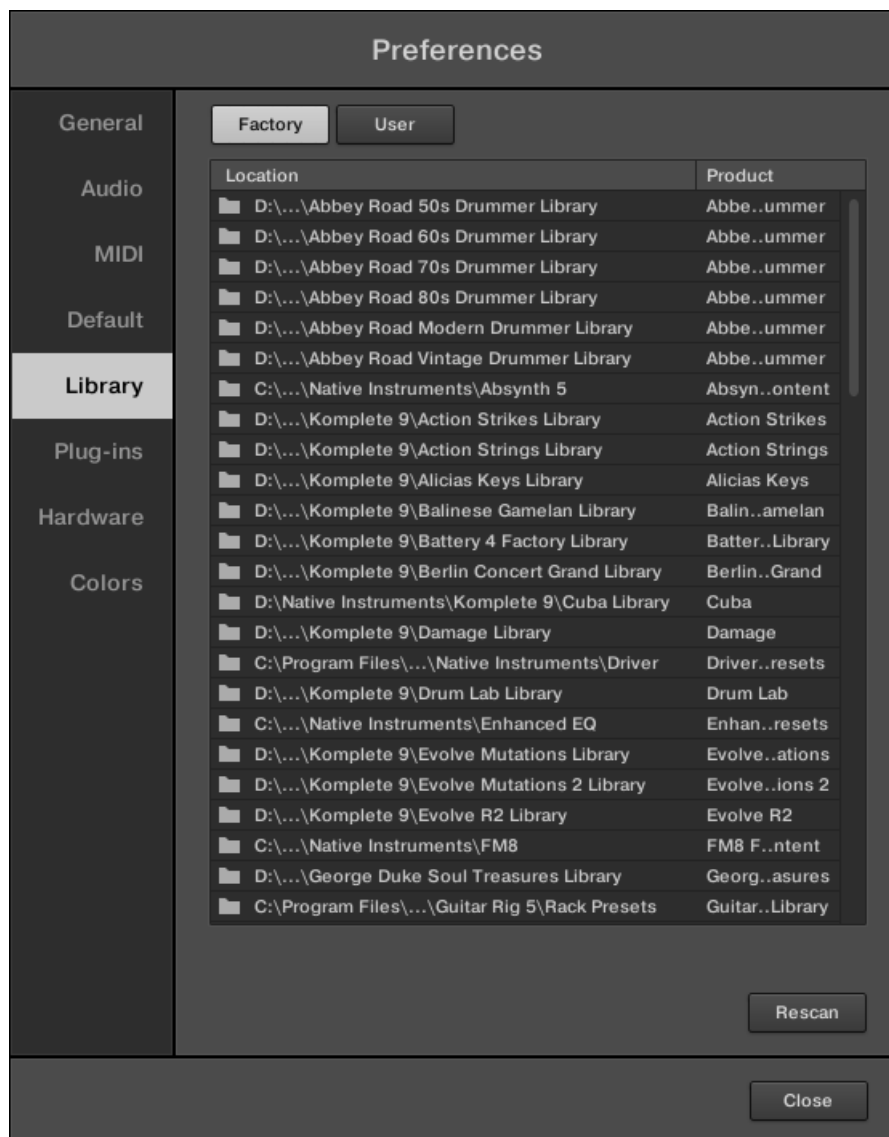 Preferences
General
Audio
MIDI
Default
Library
Plug-ins
Hardware
Colors
Factory User
Location Product
D:\...\Abbey Road 50s Drummer Library Abbe..ummer
D:\...\Abbey Road 60s Drummer Library Abbe..ummer
D:\...\Abbey Road 70s Drummer Library Abbe..ummer
D:\...\Abbey Road 80s Drummer Library Abbe..ummer
D:\...\Abbey Road Modern Drummer Library Abbe..ummer
D:\...\Abbey Road Vintage Drummer Library Abbe..ummer
C:\...\Native Instruments\Absynth 5 Absyn..ontent
D:\...\Komplete 9\Action Strikes Library Action Strikes
D:\...\Komplete 9\Action Strings Library Action Strings
D:\...\Komplete 9\Alicias Keys Library Alicias Keys
D:\...\Komplete 9\Balinese Gamelan Library Balin..amelan
D:\...\Komplete 9\Battery 4 Factory Library Batter..Library
D:\...\Komplete 9\Berlin Concert Grand Library Berlin..Grand
D:\Native Instruments\Komplete 9\Cuba Library Cuba
D:\...\Komplete 9\Damage Library Damage
C:\Program Files\...\Native Instruments\Driver Driver..resets
D:\...\Komplete 9\Drum Lab Library Drum Lab
C:\...\Native Instruments\Enhanced EQ Enhan..resets
D:\...\Komplete 9\Evolve Mutations Library Evolve..ations
D:\...\Komplete 9\Evolve Mutations 2 Library Evolve..ions 2
D:\...\Komplete 9\Evolve R2 Library Evolve R2
C:\...\Native Instruments\FM8 FM8 F..ntent
D:\...\George Duke Soul Treasures Library Georg..asures
C:\Program Files\...\Guitar Rig 5\Rack Presets Guitar..Library
Rescan
Close